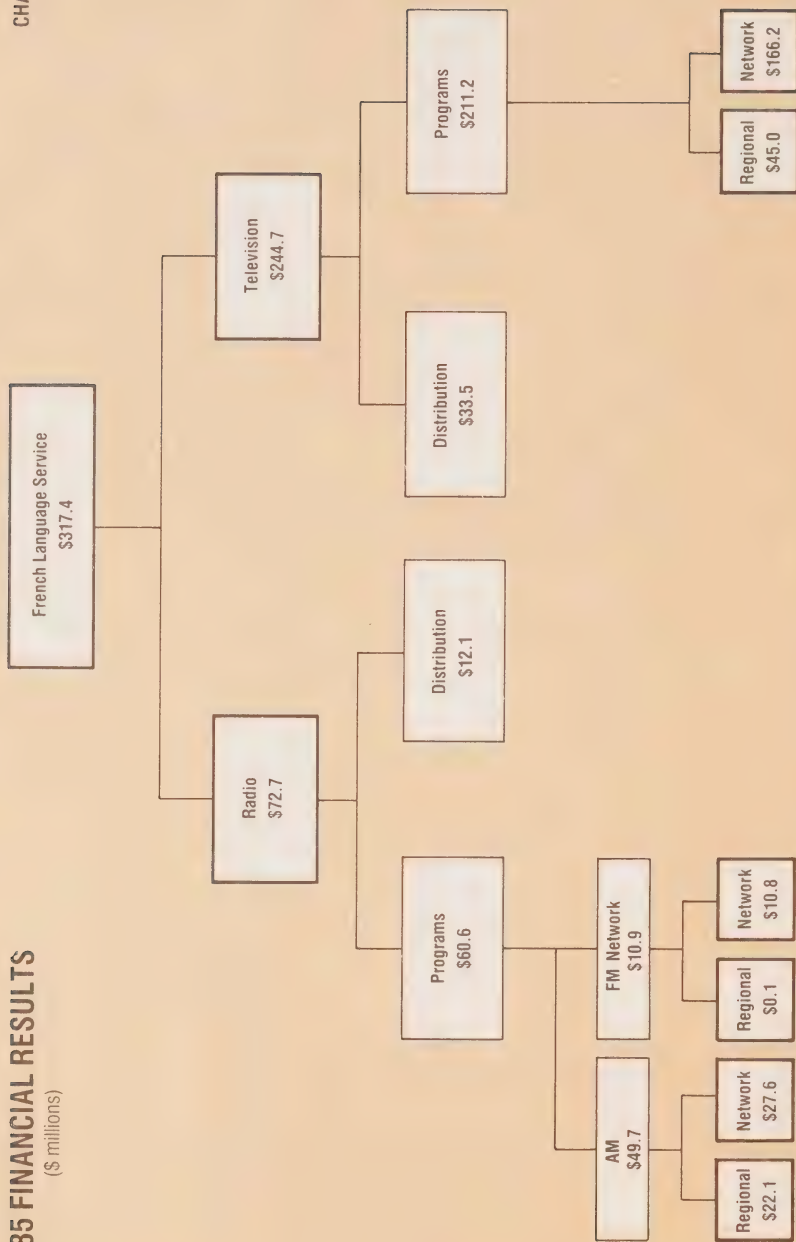 85 FINANCIAL RESULTS
($ millions)
French Language Service
$317.4
Radio
$72.7
Television
$244.7
Programs
$60.6
Distribution
$12.1
Distribution
$33.5
Programs
$211.2
AM
$49.7
FM Network
$10.9
Regional
$22.1
Network
$27.6
Regional
$0.1
Network
$10.8
Regional
$45.0
Network
$166.2